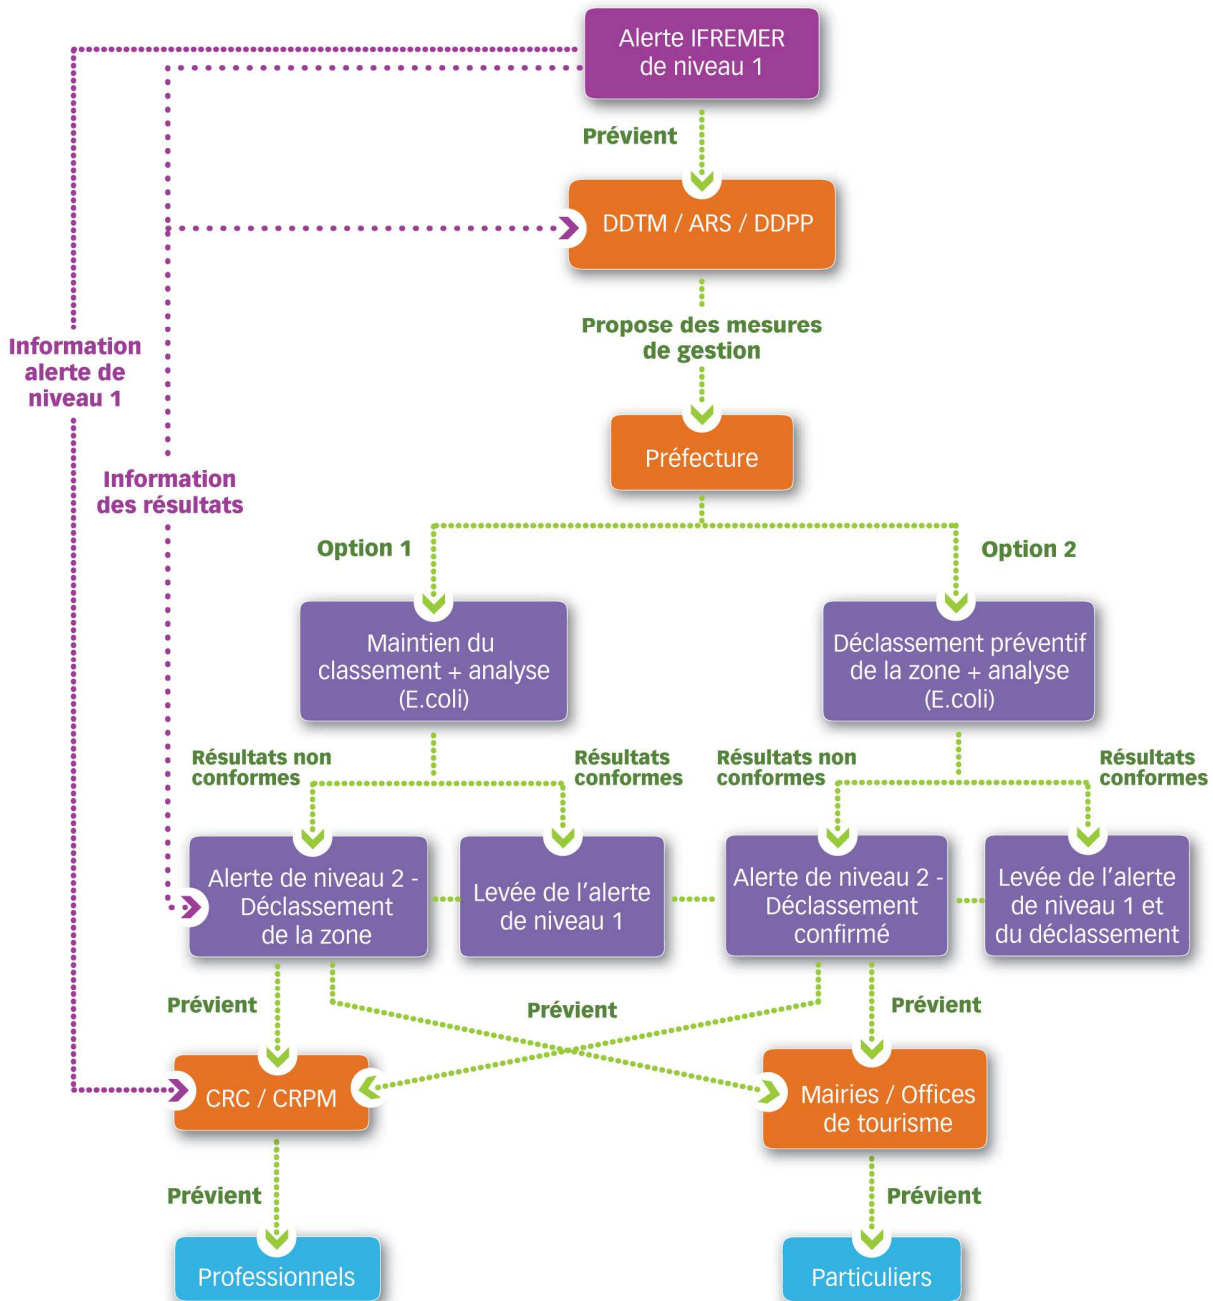 Alerte IFREMER
de niveau 1
Prévient
DDTM / ARS / DDPP
Propose des mesures
de gestion
Information
alerte de
niveau 1
Préfecture
Information
des résultats
Option 1
Option 2
Maintien du
classement + analyse
(E.coli)
Déclassement préventif
de la zone + analyse
(E.coli)
Résultats non
conformes
Résultats
conformes
Résultats non
conformes
Résultats
conformes
Alerte de niveau 2 -
Déclassement
de la zone
Levée de l'alerte
de niveau 1
Alerte de niveau 2 -
Déclassement
confirmé
Levée de l'alerte
de niveau 1 et
du déclassement
Prévient
Prévient
Prévient
CRC / CRPM
Mairies / Offices
de tourisme
Prévient
Prévient
Professionnels
Particuliers